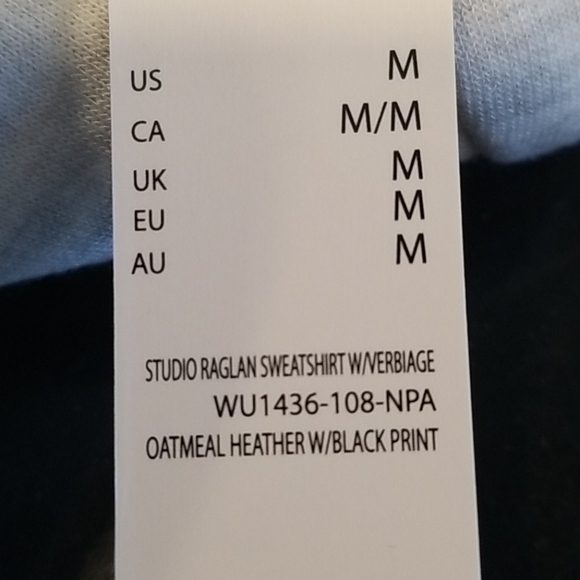 US M
CA M/M
UK M
EU M
AU M
STUDIO RAGLAN SWEATSHIRT W/VERBIAGE
WU1436-108-NPA
OATMEAL HEATHER W/BLACK PRINT